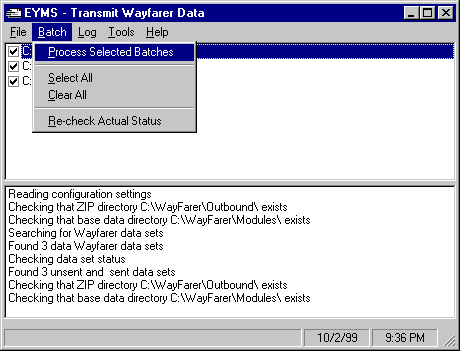 EYMS - Transmit Wayfarer Data
File Batch Log Tools Help
C:
Process Selected Batches
C:
Select All
C:
Clear All
Re-check Actual Status
Reading configuration settings
Checking that ZIP directory C:\WayFarer\Outbound\ exists
Checking that base data directory C:\WayFarer\Modules\ exists
Searching for Wayfarer data sets
Found 3 data Wayfarer data sets
Checking data set status
Found 3 unsent and  sent data sets
Checking that ZIP directory C:\WayFarer\Outbound\ exists
Checking that base data directory C:\WayFarer\Modules\ exists
10/2/99 9:36 PM